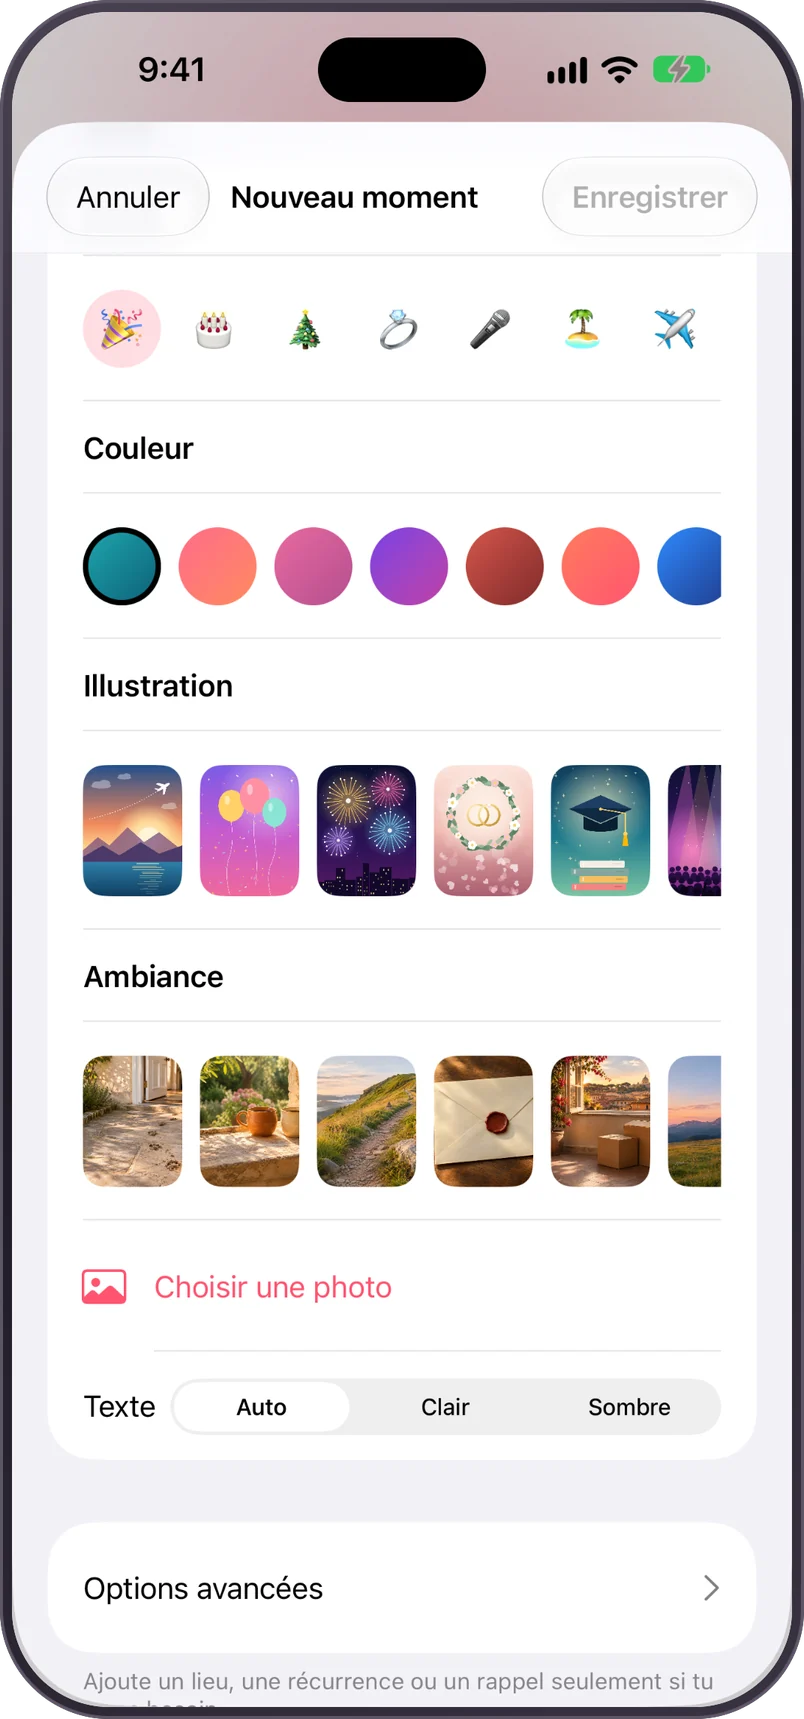 9:41
Annuler
Nouveau moment
Enregistrer
Couleur
Illustration
Ambiance
Choisir une photo
Texte
Auto
Clair
Sombre
Options avancées
Ajoute un lieu, une récurrence ou un rappel seulement si tu